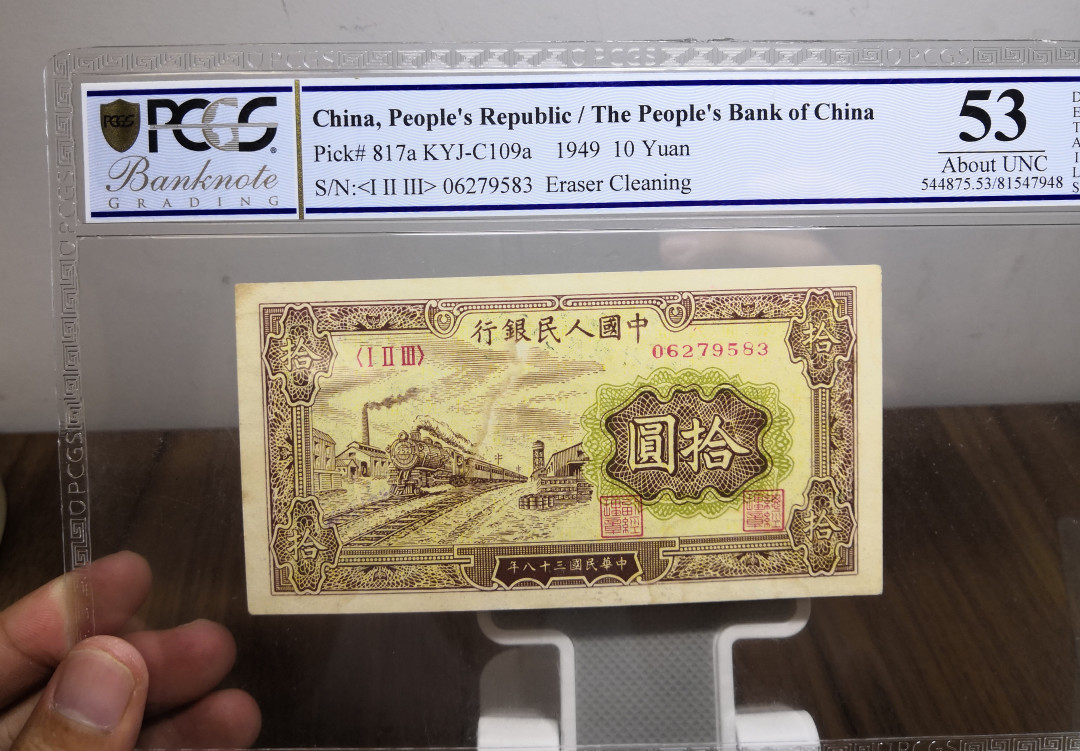 PCGS
Banknote
GRADING
China, People's Republic / The People's Bank of China
Pick# 817a KYJ-C109a 1949 10 Yuan
S/N:<I II III> 06279583 Eraser Cleaning
53
About UNC
544875.53/81547948
DETAILS
行銀民人國中
〈I II III〉
06279583
拾
拾
圓拾
拾
拾
年八十三國民華中